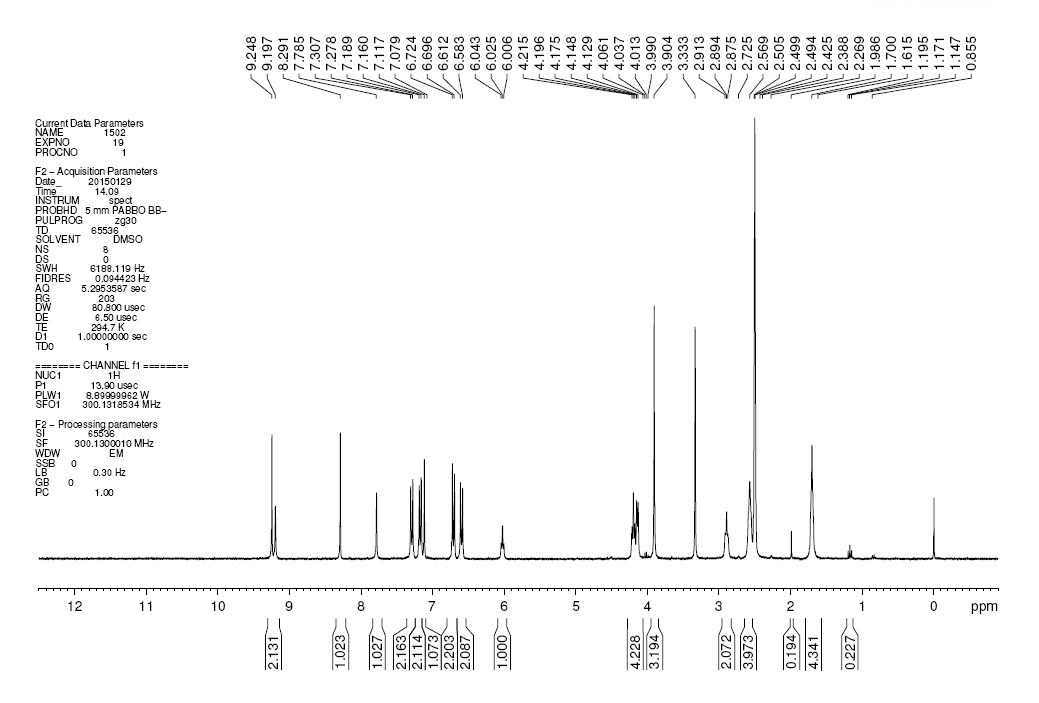 9.248
9.197
8.291
7.785
7.307
7.278
7.189
7.160
7.117
7.079
6.724
6.696
6.612
6.583
6.043
6.025
6.006
4.215
4.196
4.175
4.148
4.129
4.061
4.037
4.013
3.990
3.904
3.333
2.913
2.894
2.875
2.725
2.569
2.505
2.499
2.494
2.425
2.388
2.269
1.986
1.700
1.615
1.195
1.171
1.147
0.855
Current Data Parameters
NAME 1502
EXPNO 19
PROCNO 1
F2 - Acquisition Parameters
Date_ 20150129
Time 14.09
INSTRUM spect
PROBHD 5 mm PABBO BB-
PULPROG zg30
TD 65536
SOLVENT DMSO
NS 8
DS 0
SWH 6188.119 Hz
FIDRES 0.094423 Hz
AQ 5.2953587 sec
RG 203
DW 80.800 usec
DE 6.50 usec
TE 294.7 K
D1 1.00000000 sec
TD0 1
======== CHANNEL f1 ========
NUC1 1H
P1 13.90 usec
PLW1 8.89999962 W
SFO1 300.1318534 MHz
F2 - Processing parameters
SI 65536
SF 300.1300010 MHz
WDW EM
SSB 0
LB 0.30 Hz
GB 0
PC 1.00
12 11 10 9 8 7 6 5 4 3 2 1 0 ppm
2.131
1.023
1.027
2.163
2.114
1.073
2.203
2.087
1.000
4.228
3.194
2.072
3.973
0.194
4.341
0.227